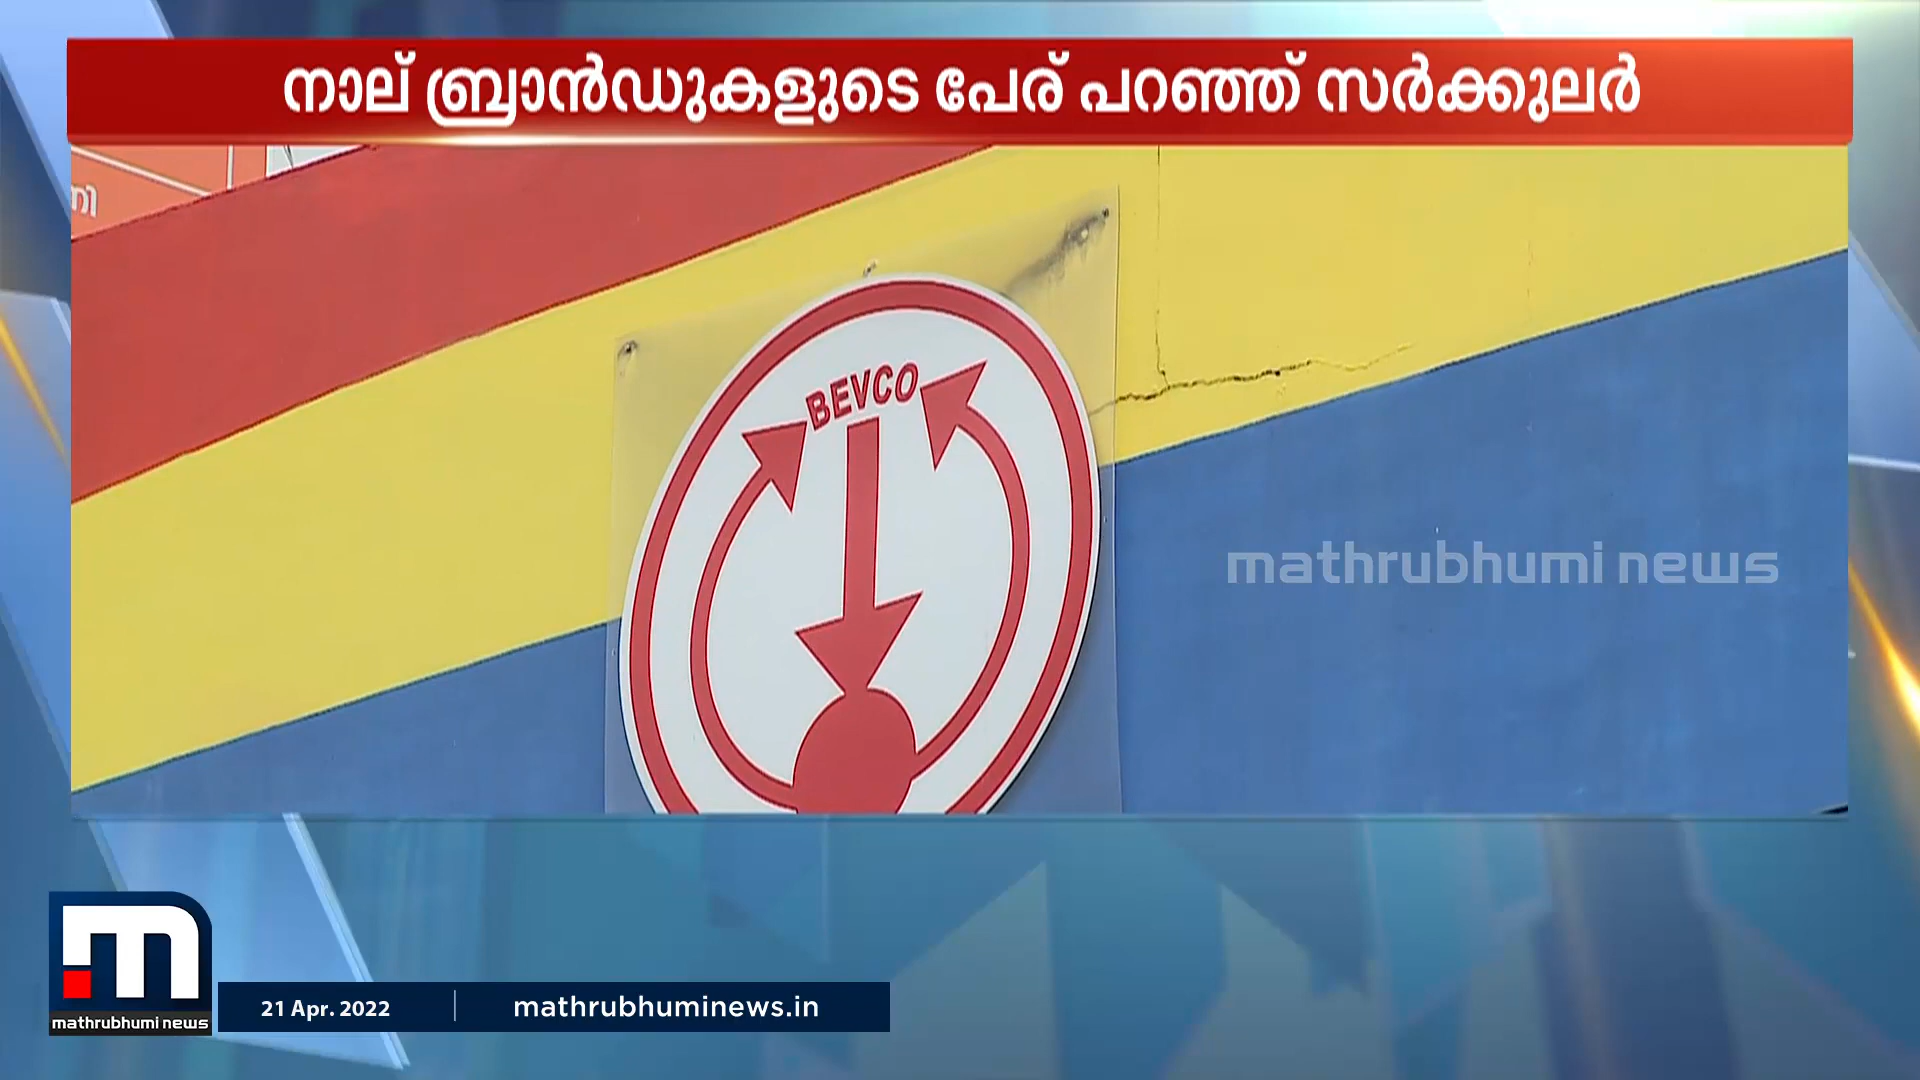 നാല് ബ്രാൻഡുകളുടെ പേര് പറഞ്ഞ് സർക്കുലർ
നി
BEVCO
mathrubhumi news
mathrubhumi news
21 Apr. 2022
mathrubhuminews.in